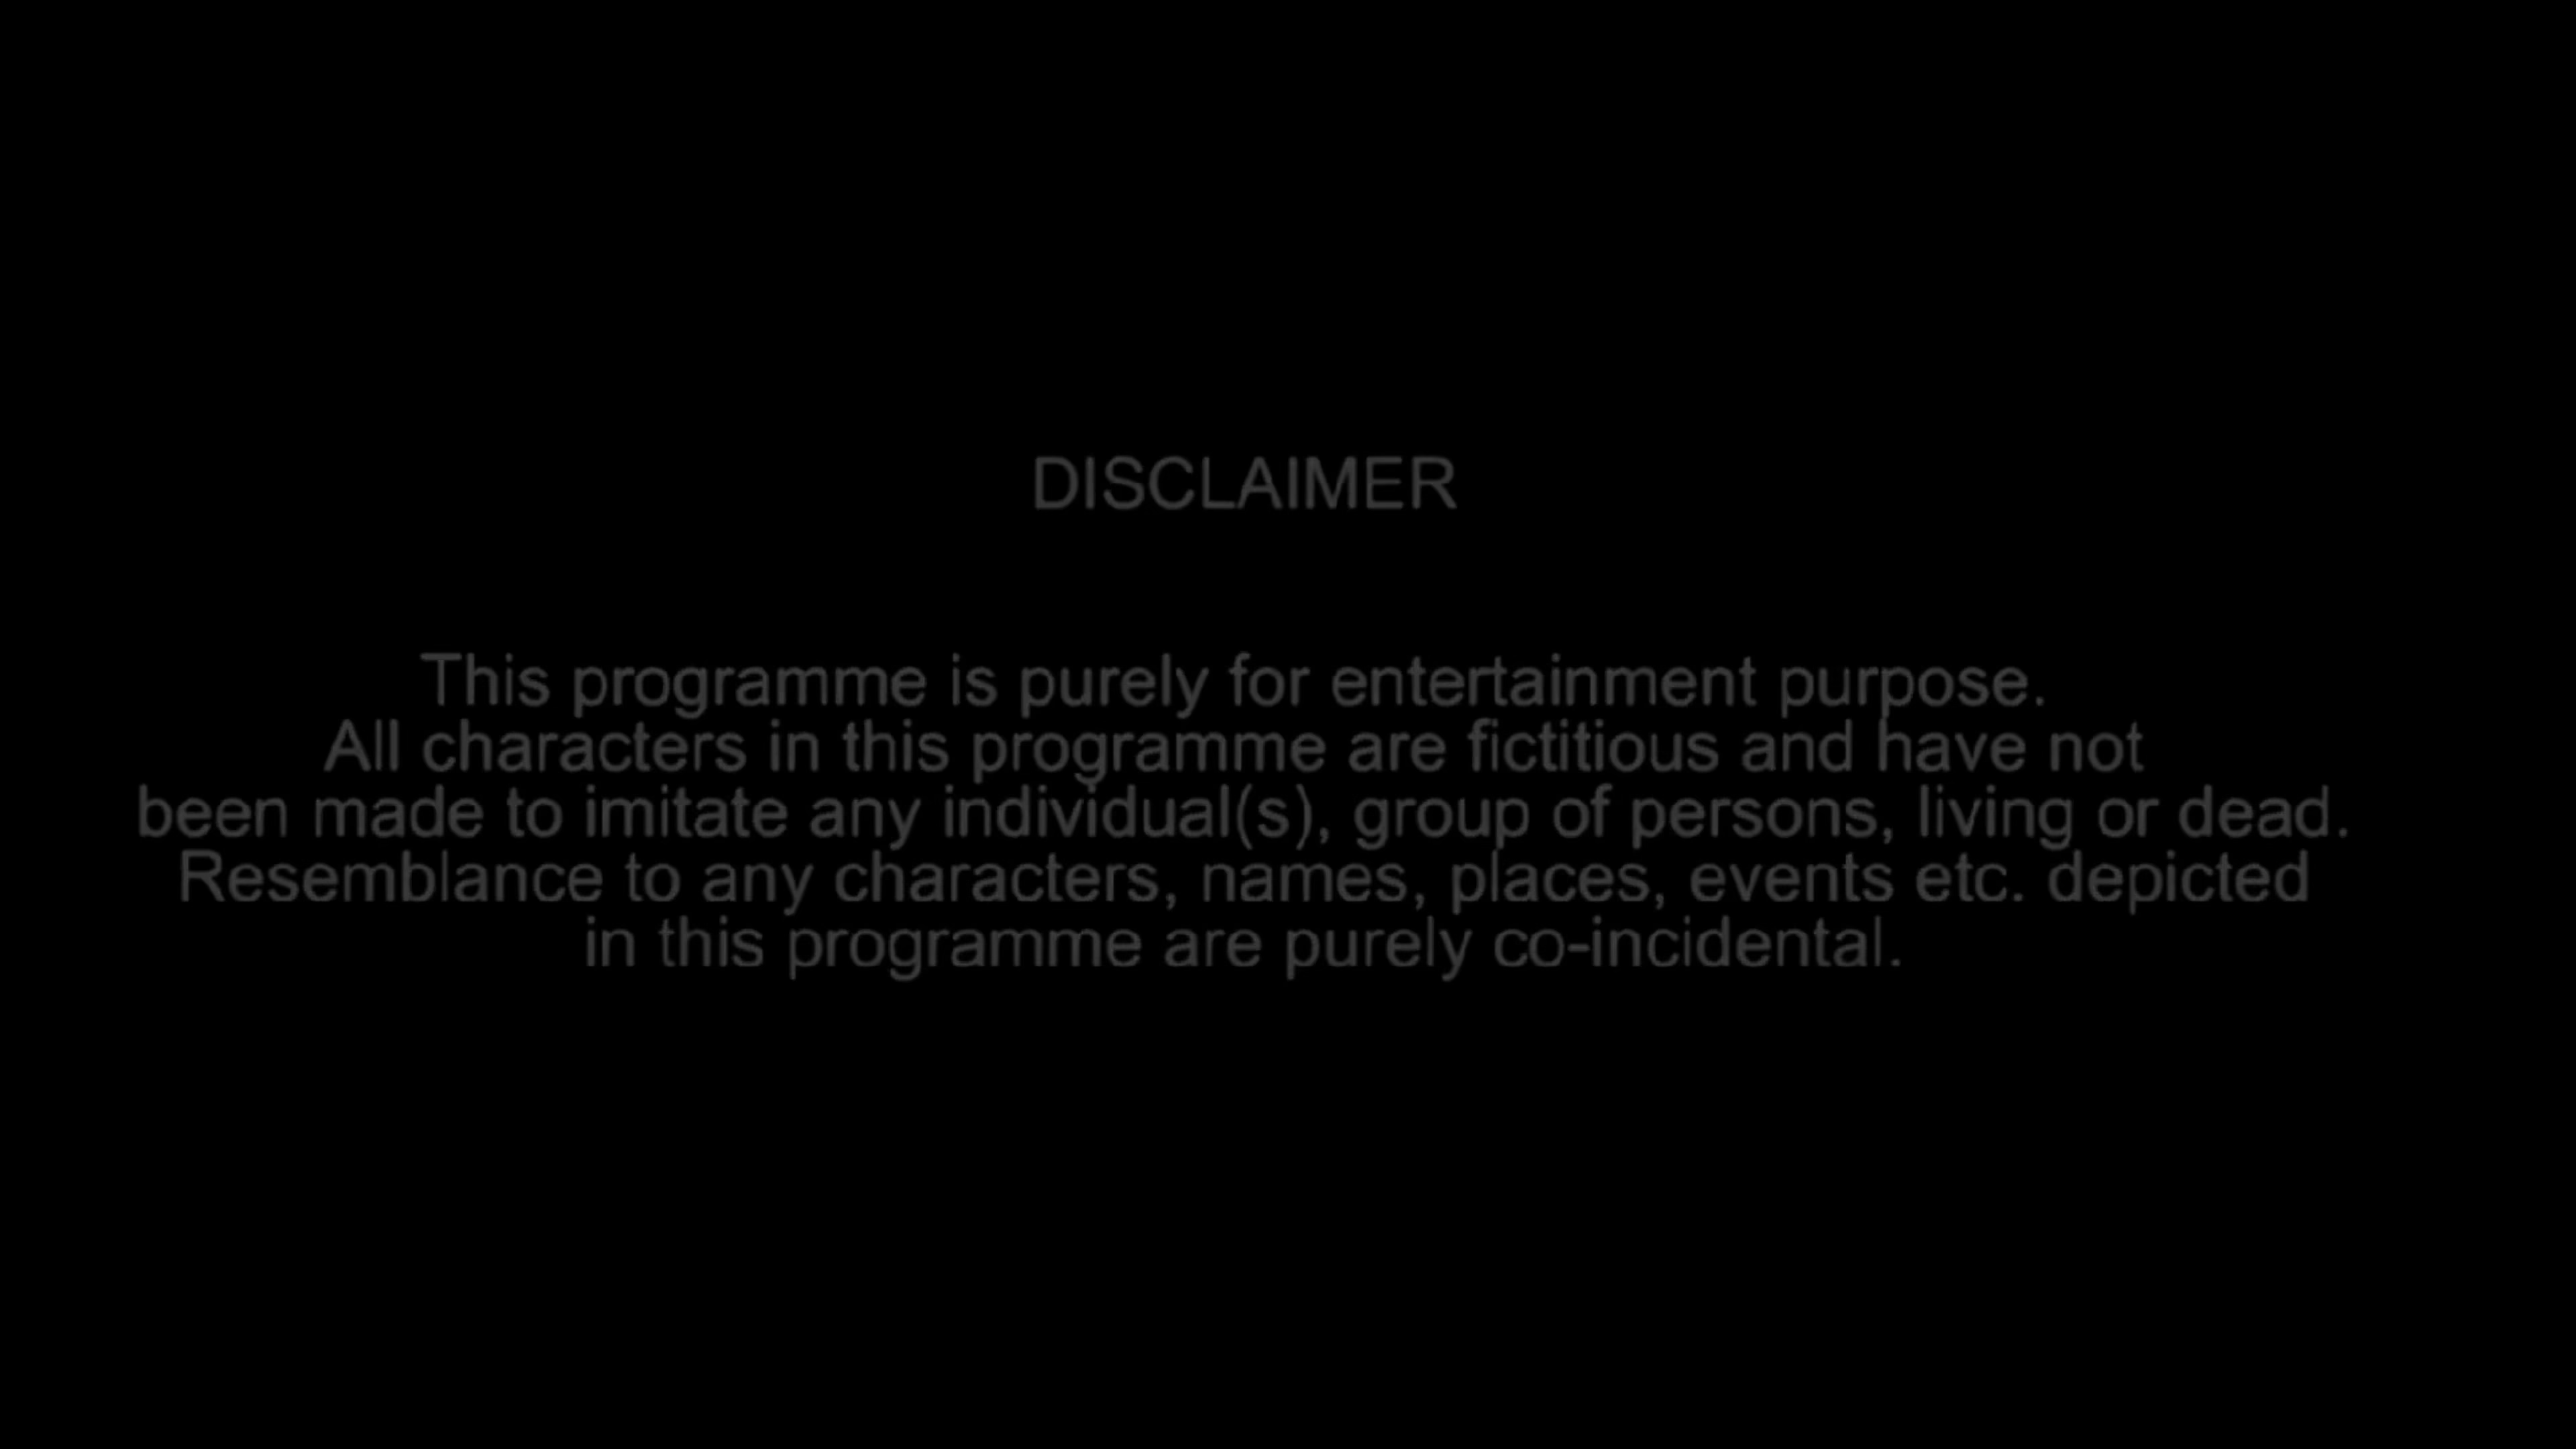 DISCLAIMER
This programme is purely for entertainment purpose.
All characters in this programme are fictitious and have not
been made to imitate any individual(s), group of persons, living or dead.
Resemblance to any characters, names, places, events etc. depicted
in this programme are purely co-incidental.